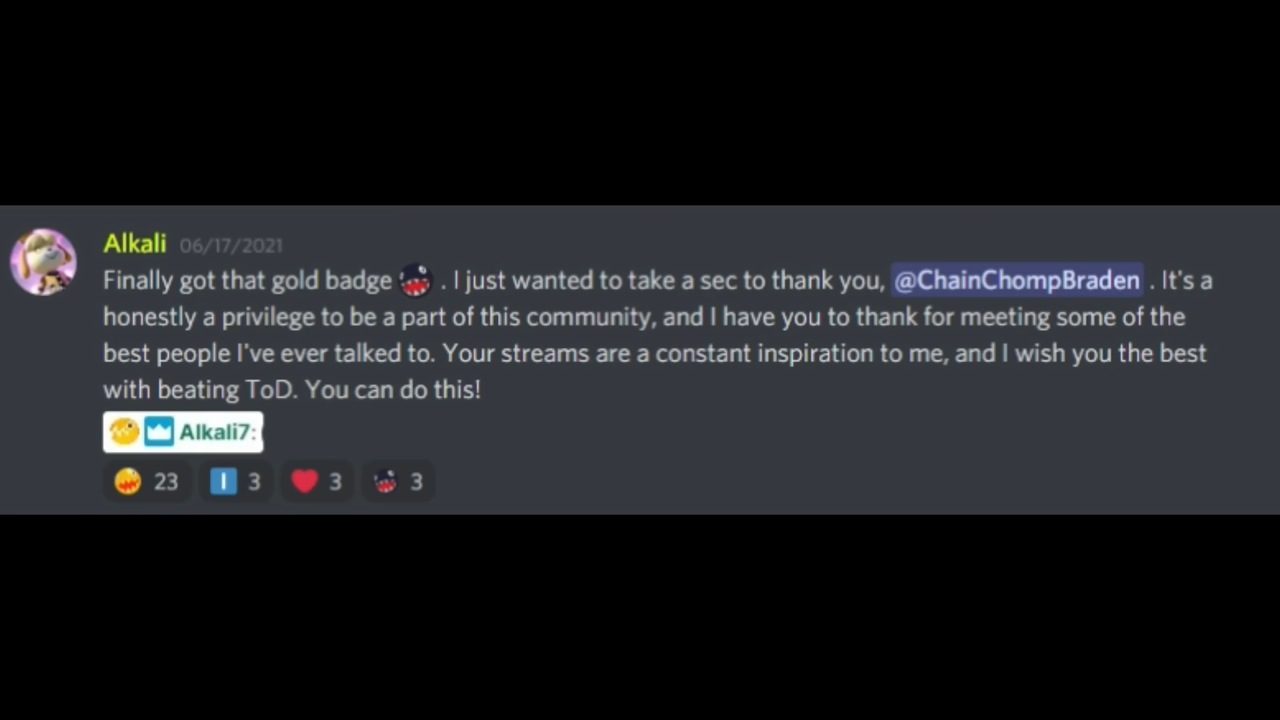 Alkali 06/17/2021
Finally got that gold badge . I just wanted to take a sec to thank you, @ChainChompBraden . It's a
honestly a privilege to be a part of this community, and I have you to thank for meeting some of the
best people I've ever talked to. Your streams are a constant inspiration to me, and I wish you the best
with beating ToD. You can do this!
Alkali7:
23 I 3 3 3